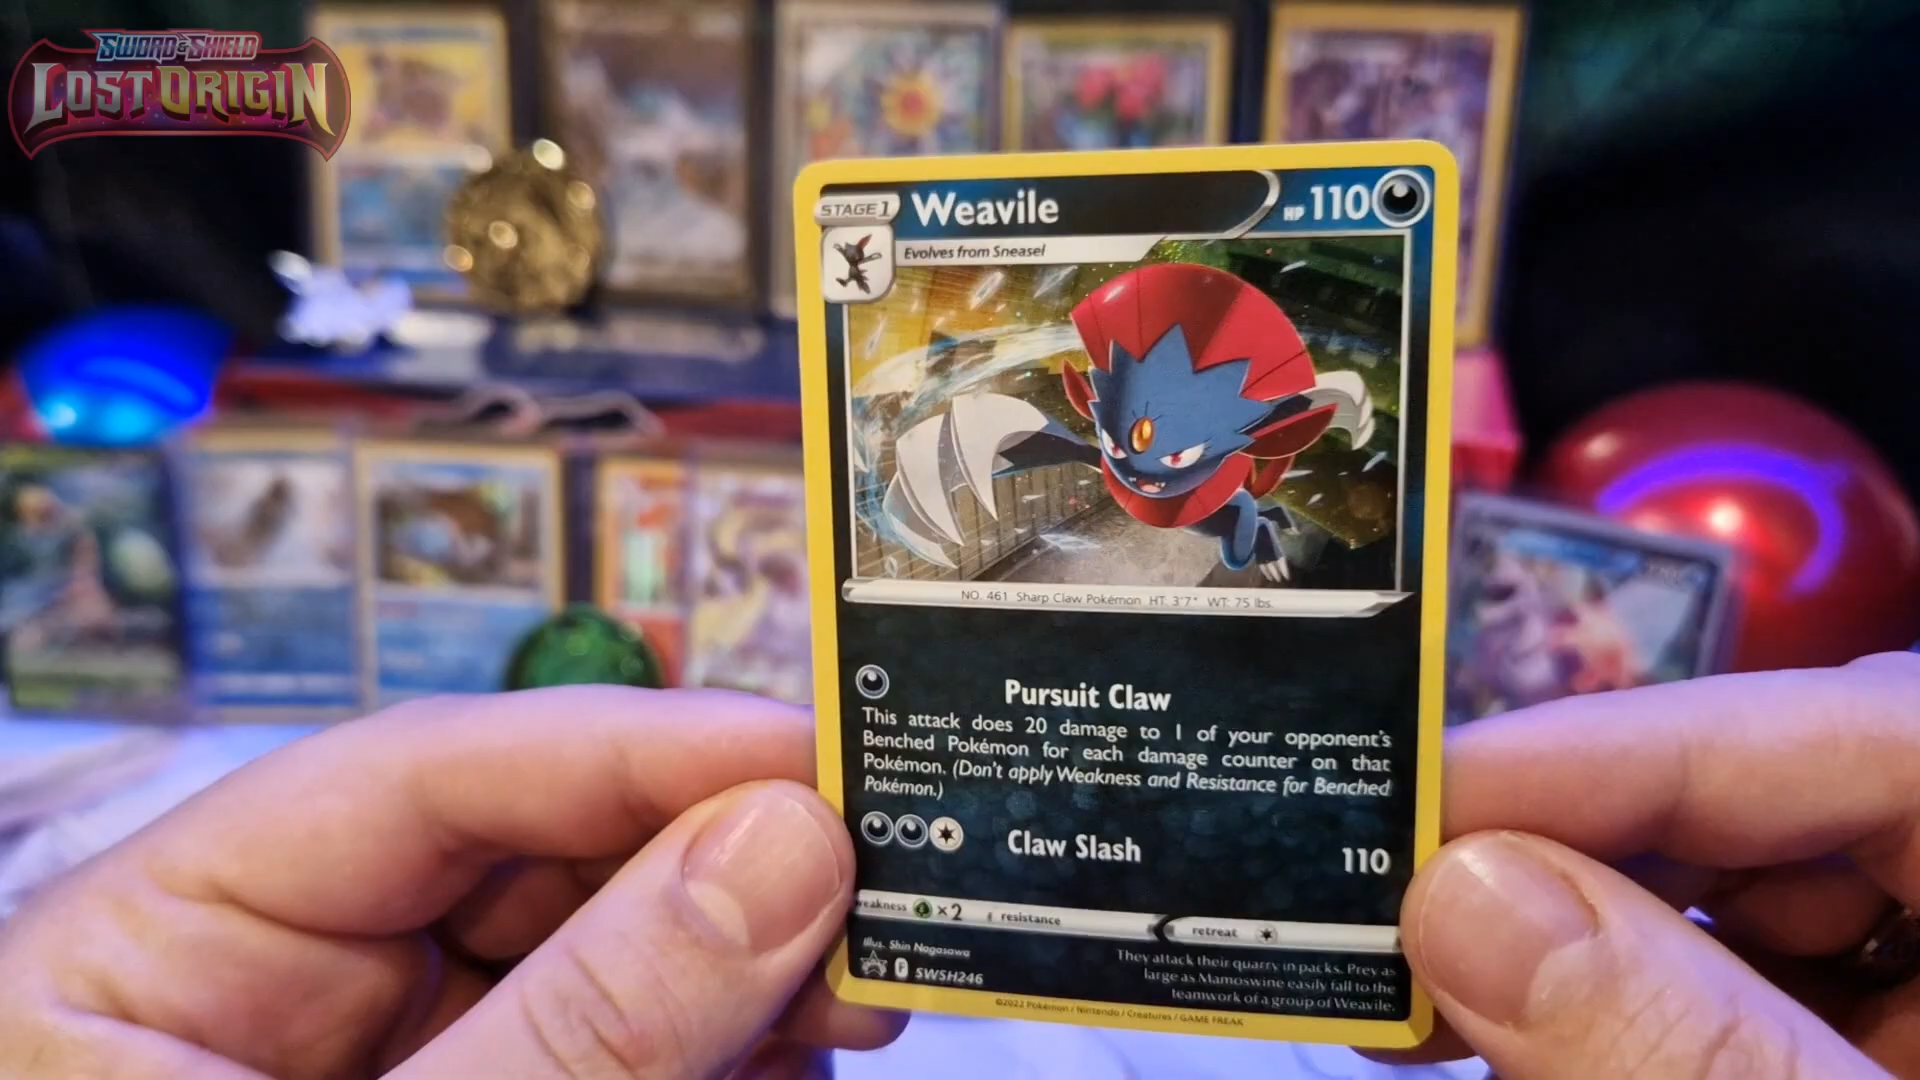 SWORD & SHIELD
LOST ORIGIN
STAGE 1
Weavile
HP 110
Evolves from Sneasel
NO. 461 Sharp Claw Pokémon HT: 3'7" WT: 75 lbs.
Pursuit Claw
This attack does 20 damage to 1 of your opponent's
Benched Pokémon for each damage counter on that
Pokémon. (Don't apply Weakness and Resistance for Benched
Pokémon.)
Claw Slash
110
weakness ×2 resistance
retreat
Illus. Shin Nagasawa
F SWSH246
They attack their quarry in packs. Prey as
large as Mamoswine easily fall to the
teamwork of a group of Weavile.
©2022 Pokémon / Nintendo / Creatures / GAME FREAK